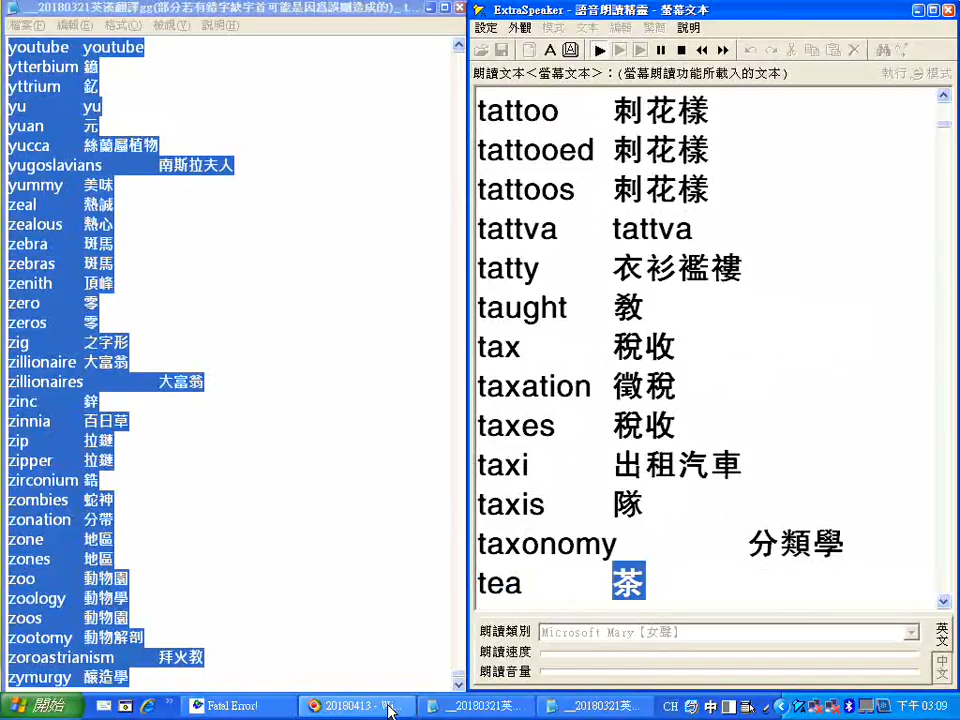 __20180321英漢翻譯gg(部分若有錯字缺字首可能是因為誤刪造成的)_ t...
檔案(F) 編輯(E) 格式(O) 檢視(V) 說明(H)
youtube youtube
ytterbium 鐿
yttrium 釔
yu yu
yuan 元
yucca 絲蘭屬植物
yugoslavians 南斯拉夫人
yummy 美味
zeal 熱誠
zealous 熱心
zebra 斑馬
zebras 斑馬
zenith 頂峰
zero 零
zeros 零
zig 之字形
zillionaire 大富翁
zillionaires 大富翁
zinc 鋅
zinnia 百日草
zip 拉鏈
zipper 拉鏈
zirconium 鋯
zombies 蛇神
zonation 分帶
zone 地區
zones 地區
zoo 動物園
zoology 動物學
zoos 動物園
zootomy 動物解剖
zoroastrianism 拜火教
zymurgy 釀造學
ExtraSpeaker - 語音朗讀精靈 - 螢幕文本
設定 外觀 模式 文本 編輯 繁簡 說明
朗讀文本<螢幕文本>：(螢幕朗讀功能所載入的文本) 執行 模式
tattoo 刺花樣
tattooed 刺花樣
tattoos 刺花樣
tattva tattva
tatty 衣衫襤褸
taught 教
tax 稅收
taxation 徵稅
taxes 稅收
taxi 出租汽車
taxis 隊
taxonomy 分類學
tea 茶
朗讀類別 Microsoft Mary【女聲】
朗讀速度
朗讀音量
英文
中文
開始 Fatal Error! 20180413 - __20180321英... __20180321英... CH 中 下午 03:09